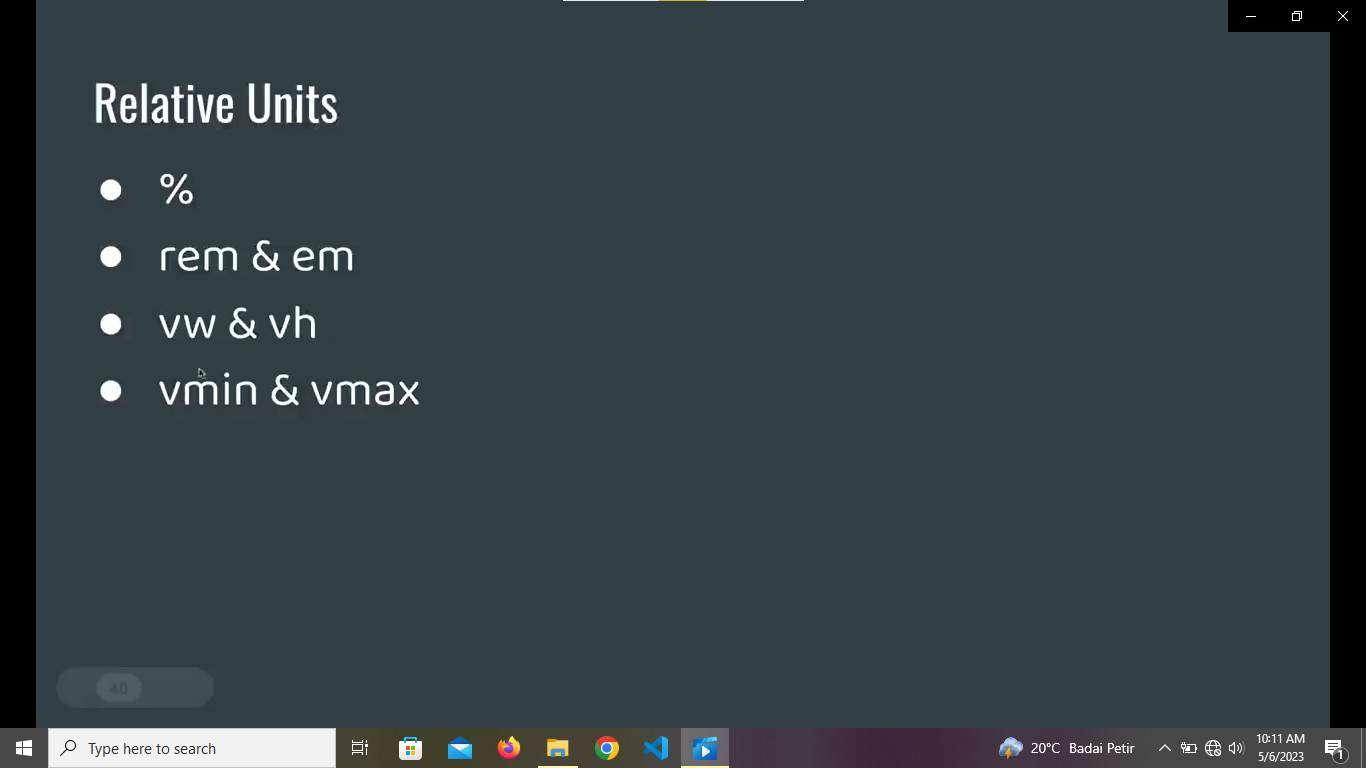 Relative Units
● %
● rem & em
● vw & vh
● vmin & vmax
40
Type here to search
20°C Badai Petir
10:11 AM
5/6/2023
1